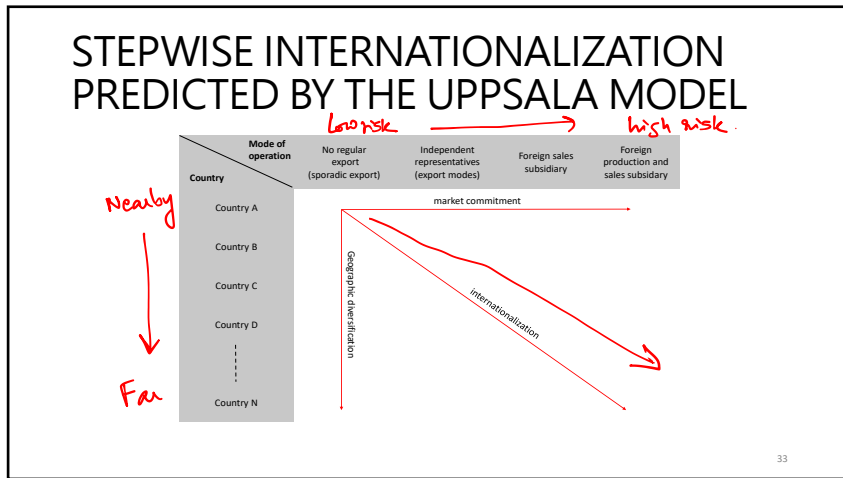 STEPWISE INTERNATIONALIZATION
PREDICTED BY THE UPPSALA MODEL
Low risk
high risk.
Mode of
operation
Country
No regular
export
(sporadic export)
Independent
representatives
(export modes)
Foreign sales
subsidiary
Foreign
production and
sales subsidiary
Nearby
Country A
market commitment
Country B
Country C
Country D
Geographic diversification
internationalization
Far
Country N
33